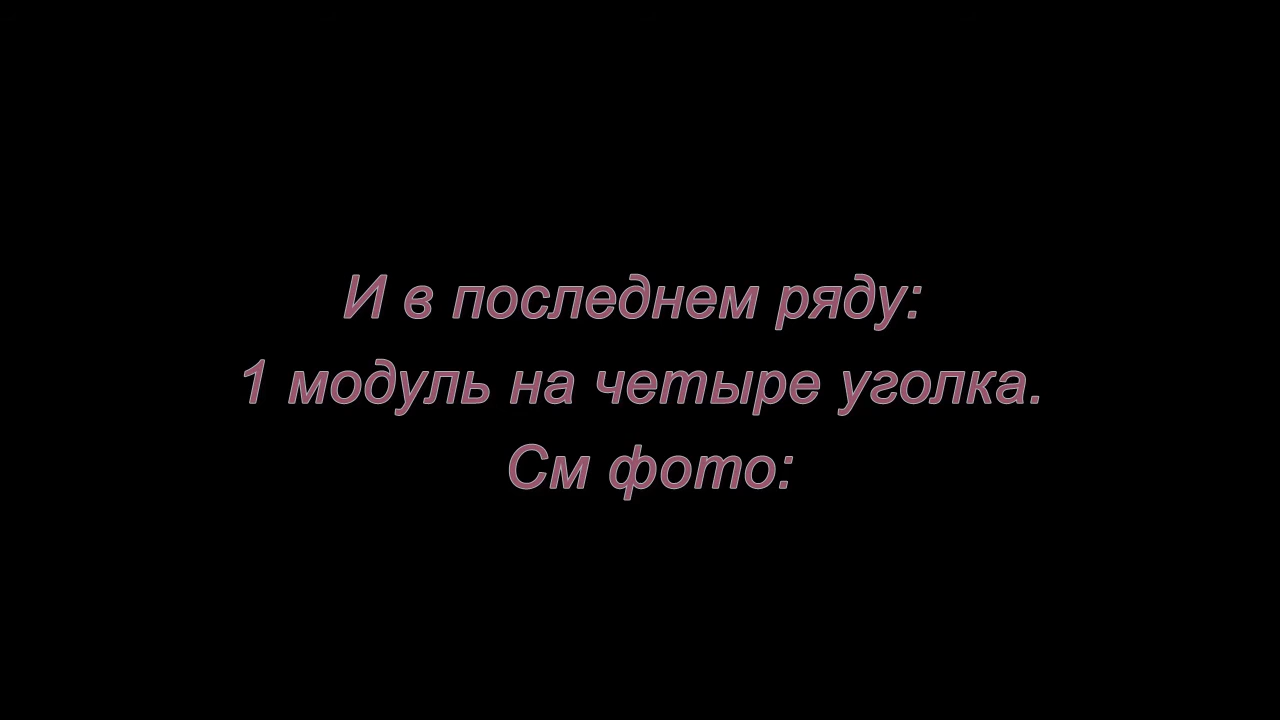 И в последнем ряду:
1 модуль на четыре уголка.
См фото: